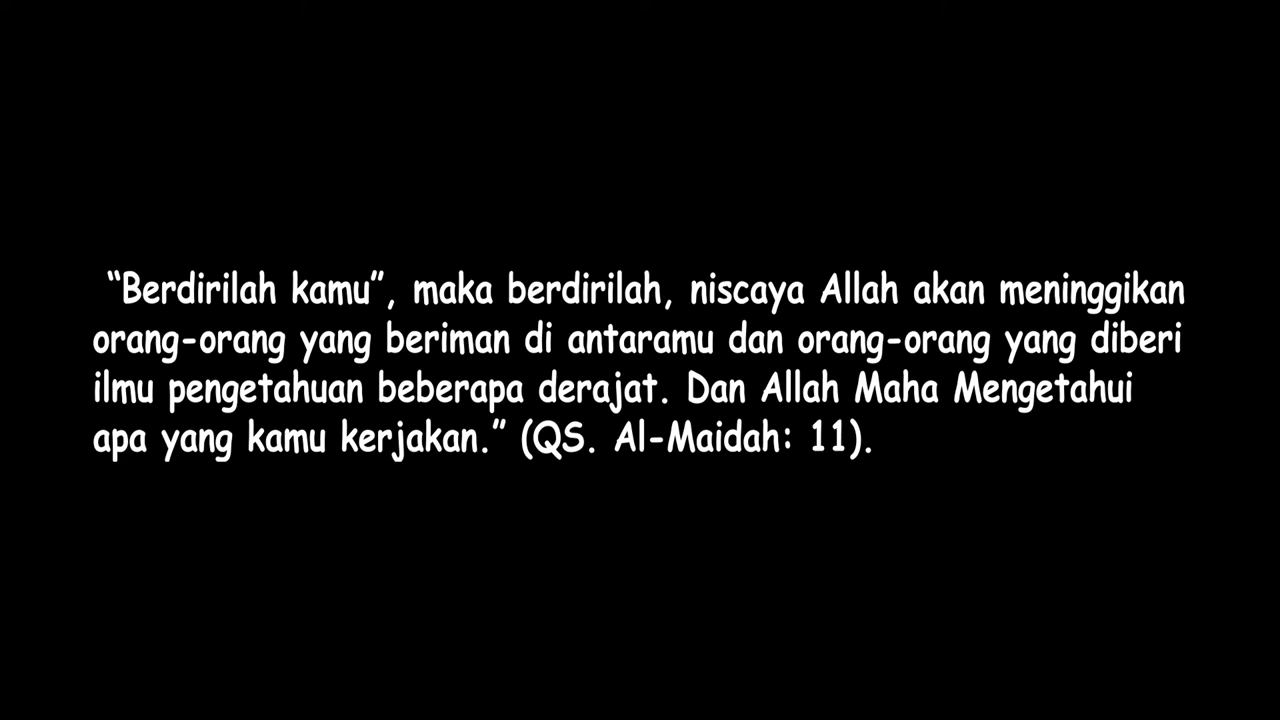 “Berdirilah kamu”, maka berdirilah, niscaya Allah akan meninggikan
orang-orang yang beriman di antaramu dan orang-orang yang diberi
ilmu pengetahuan beberapa derajat. Dan Allah Maha Mengetahui
apa yang kamu kerjakan.” (QS. Al-Maidah: 11).